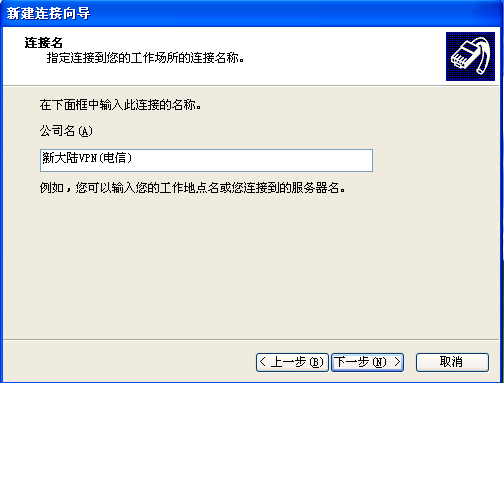 新建连接向导
连接名
指定连接到您的工作场所的连接名称。
在下面框中输入此连接的名称。
公司名(A)
新大陆VPN(电信)
例如，您可以输入您的工作地点名或您连接到的服务器名。
< 上一步(B) 下一步(N) > 取消